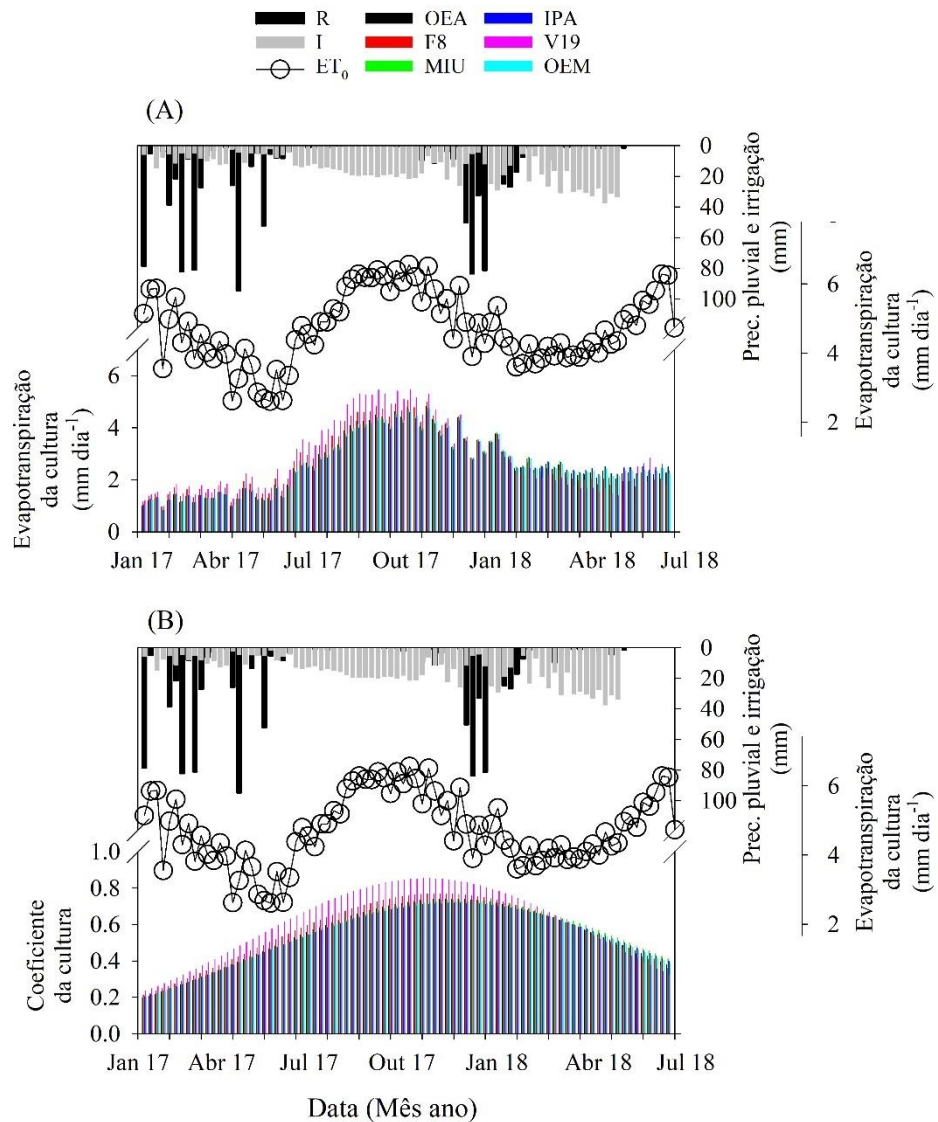 R OEA IPA
I F8 V19
ET0 MIU OEM
(A)
0
20
40
60
80
100
Prec. pluvial e irrigação
(mm)
6
4
2
Evapotranspiração
da cultura
(mm dia-1)
6
4
2
0
Evapotranspiração
da cultura
(mm dia-1)
Jan 17 Abr 17 Jul 17 Out 17 Jan 18 Abr 18 Jul 18
(B)
0
20
40
60
80
100
Prec. pluvial e irrigação
(mm)
6
4
2
Evapotranspiração
da cultura
(mm dia-1)
1.0
0.8
0.6
0.4
0.2
0.0
Coeficiente
da cultura
Jan 17 Abr 17 Jul 17 Out 17 Jan 18 Abr 18 Jul 18
Data (Mês ano)